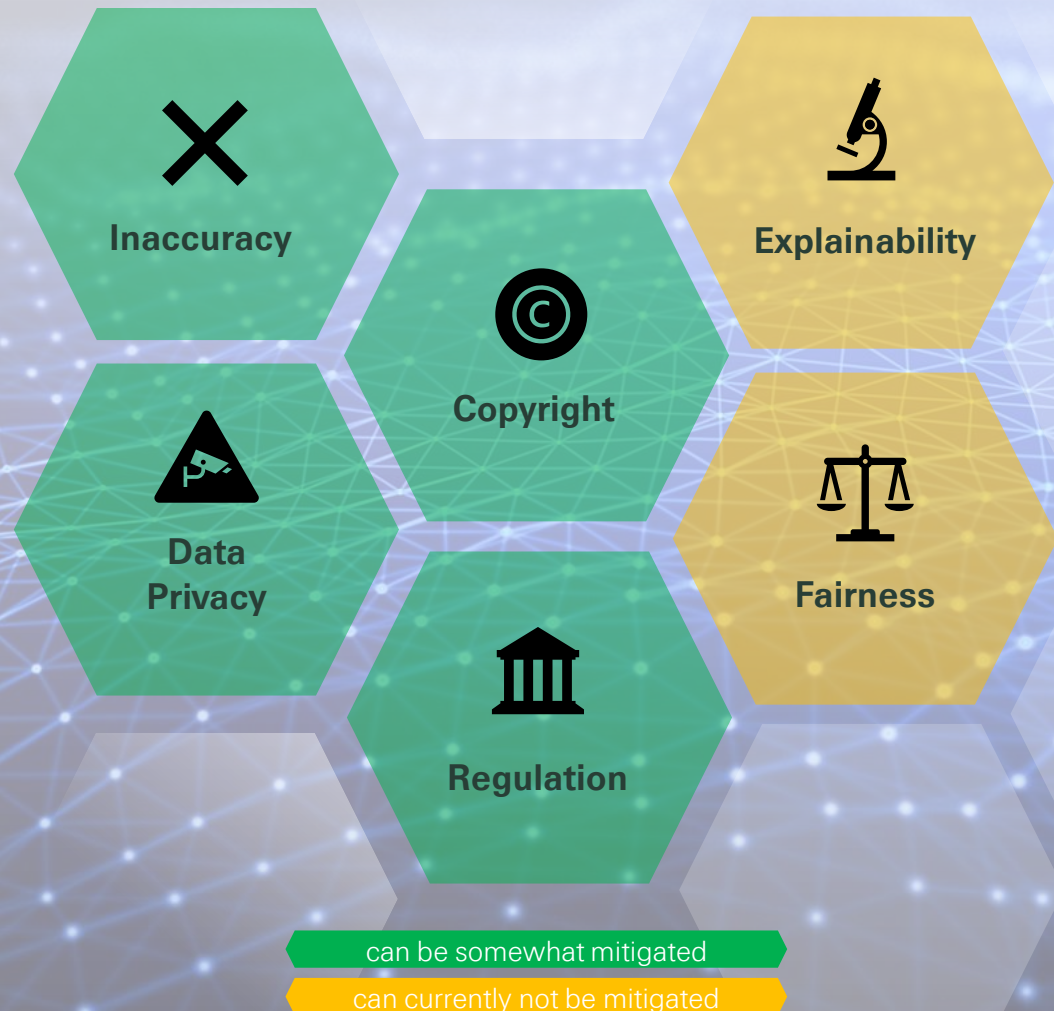 Inaccuracy
Explainability
©
Copyright
Data
Privacy
Fairness
Regulation
can be somewhat mitigated
can currently not be mitigated